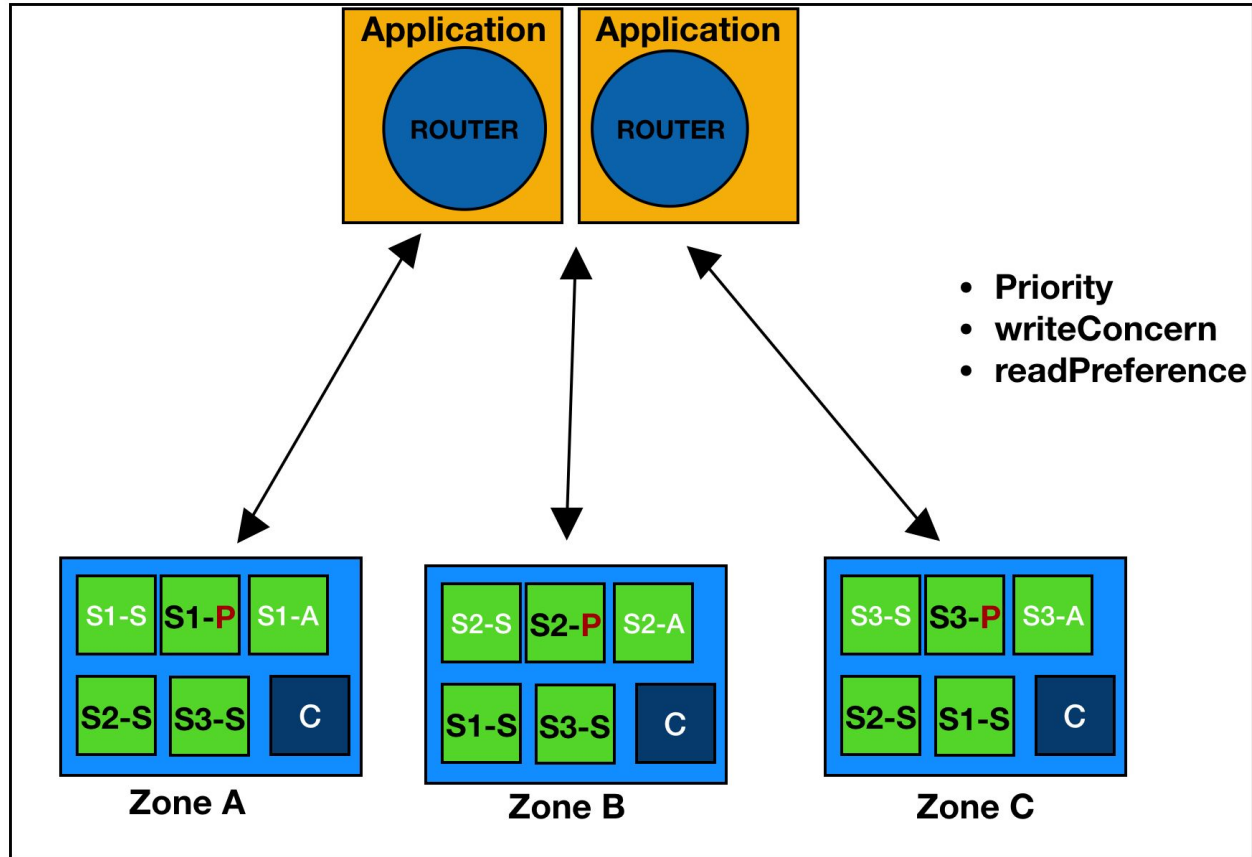 Application
Application
ROUTER
ROUTER
• Priority
• writeConcern
• readPreference
S1-S S1-P S1-A
S2-S S3-S C
Zone A
S2-S S2-P S2-A
S1-S S3-S C
Zone B
S3-S S3-P S3-A
S2-S S1-S C
Zone C